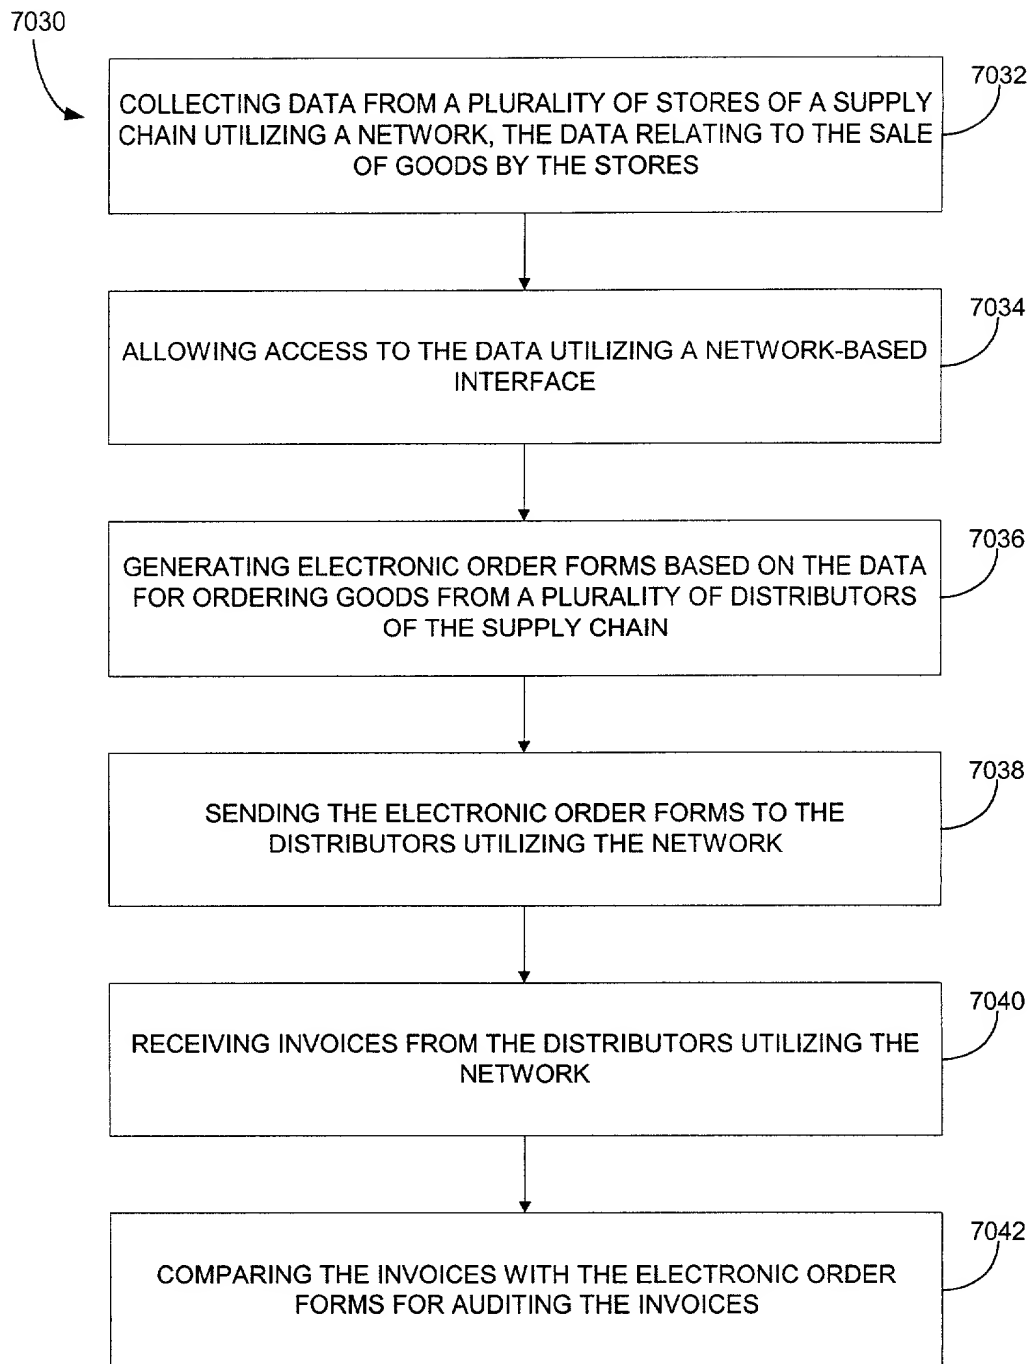 7030
7032
COLLECTING DATA FROM A PLURALITY OF STORES OF A SUPPLY
CHAIN UTILIZING A NETWORK, THE DATA RELATING TO THE SALE
OF GOODS BY THE STORES
7034
ALLOWING ACCESS TO THE DATA UTILIZING A NETWORK-BASED
INTERFACE
7036
GENERATING ELECTRONIC ORDER FORMS BASED ON THE DATA
FOR ORDERING GOODS FROM A PLURALITY OF DISTRIBUTORS
OF THE SUPPLY CHAIN
7038
SENDING THE ELECTRONIC ORDER FORMS TO THE
DISTRIBUTORS UTILIZING THE NETWORK
7040
RECEIVING INVOICES FROM THE DISTRIBUTORS UTILIZING THE
NETWORK
7042
COMPARING THE INVOICES WITH THE ELECTRONIC ORDER
FORMS FOR AUDITING THE INVOICES